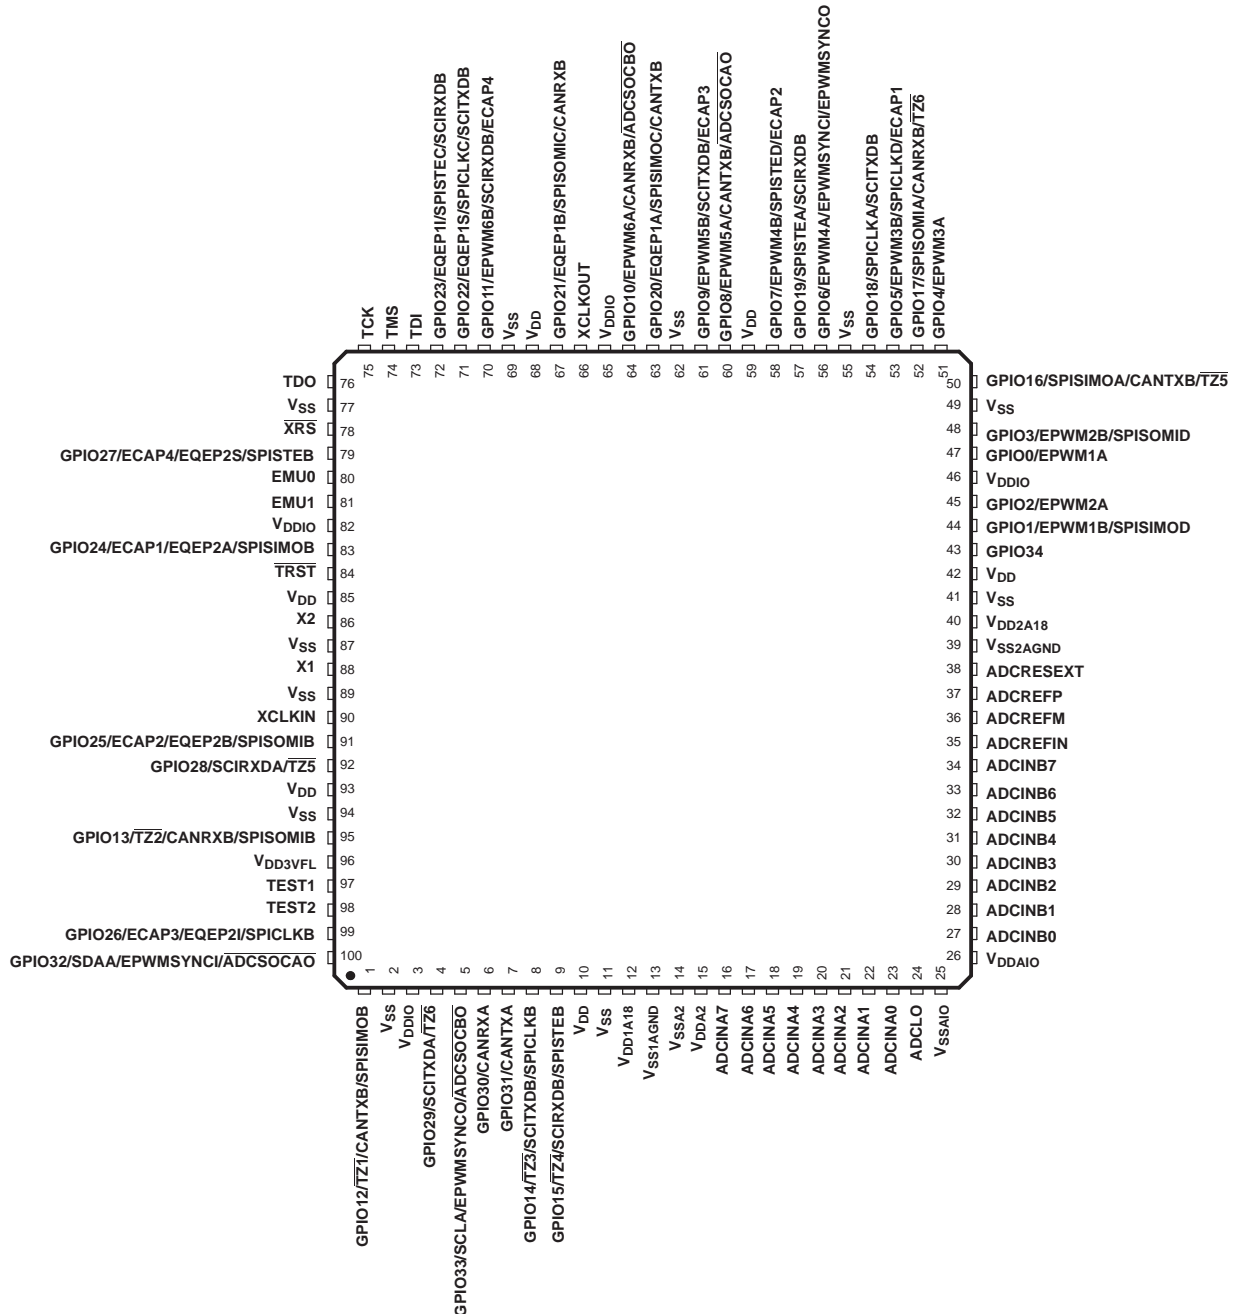 TCK
TMS
TDI
GPIO23/EQEP1I/SPISTEC/SCIRXDB
GPIO22/EQEP1S/SPICLKC/SCITXDB
GPIO11/EPWM6B/SCIRXDB/ECAP4
VSS
VDD
GPIO21/EQEP1B/SPISOMIC/CANRXB
XCLKOUT
VDDIO
GPIO10/EPWM6A/CANRXB/ADCSOCBO
GPIO20/EQEP1A/SPISIMOC/CANTXB
VSS
GPIO9/EPWM5B/SCITXDB/ECAP3
GPIO8/EPWM5A/CANTXB/ADCSOCAO
VDD
GPIO7/EPWM4B/SPISTED/ECAP2
GPIO19/SPISTEA/SCIRXDB
GPIO6/EPWM4A/EPWMSYNCI/EPWMSYNCO
VSS
GPIO18/SPICLKA/SCITXDB
GPIO5/EPWM3B/SPICLKD/ECAP1
GPIO17/SPISOMIA/CANRXB/TZ6
GPIO4/EPWM3A
75 74 73 72 71 70 69 68 67 66 65 64 63 62 61 60 59 58 57 56 55 54 53 52 51
TDO 76
VSS 77
XRS 78
GPIO27/ECAP4/EQEP2S/SPISTEB 79
EMU0 80
EMU1 81
VDDIO 82
GPIO24/ECAP1/EQEP2A/SPISIMOB 83
TRST 84
VDD 85
X2 86
VSS 87
X1 88
VSS 89
XCLKIN 90
GPIO25/ECAP2/EQEP2B/SPISOMIB 91
GPIO28/SCIRXDA/TZ5 92
VDD 93
VSS 94
GPIO13/TZ2/CANRXB/SPISOMIB 95
VDD3VFL 96
TEST1 97
TEST2 98
GPIO26/ECAP3/EQEP2I/SPICLKB 99
GPIO32/SDAA/EPWMSYNCI/ADCSOCAO 100
50 GPIO16/SPISIMOA/CANTXB/TZ5
49 VSS
48 GPIO3/EPWM2B/SPISOMID
47 GPIO0/EPWM1A
46 VDDIO
45 GPIO2/EPWM2A
44 GPIO1/EPWM1B/SPISIMOD
43 GPIO34
42 VDD
41 VSS
40 VDD2A18
39 VSS2AGND
38 ADCRESEXT
37 ADCREFP
36 ADCREFM
35 ADCREFIN
34 ADCINB7
33 ADCINB6
32 ADCINB5
31 ADCINB4
30 ADCINB3
29 ADCINB2
28 ADCINB1
27 ADCINB0
26 VDDAIO
1 2 3 4 5 6 7 8 9 10 11 12 13 14 15 16 17 18 19 20 21 22 23 24 25
GPIO12/TZ1/CANTXB/SPISIMOB
VSS
VDDIO
GPIO29/SCITXDA/TZ6
GPIO33/SCLA/EPWMSYNCO/ADCSOCBO
GPIO30/CANRXA
GPIO31/CANTXA
GPIO14/TZ3/SCITXDB/SPICLKB
GPIO15/TZ4/SCIRXDB/SPISTEB
VDD
VSS
VDD1A18
VSS1AGND
VSSA2
VDDA2
ADCINA7
ADCINA6
ADCINA5
ADCINA4
ADCINA3
ADCINA2
ADCINA1
ADCINA0
ADCLO
VSSAIO